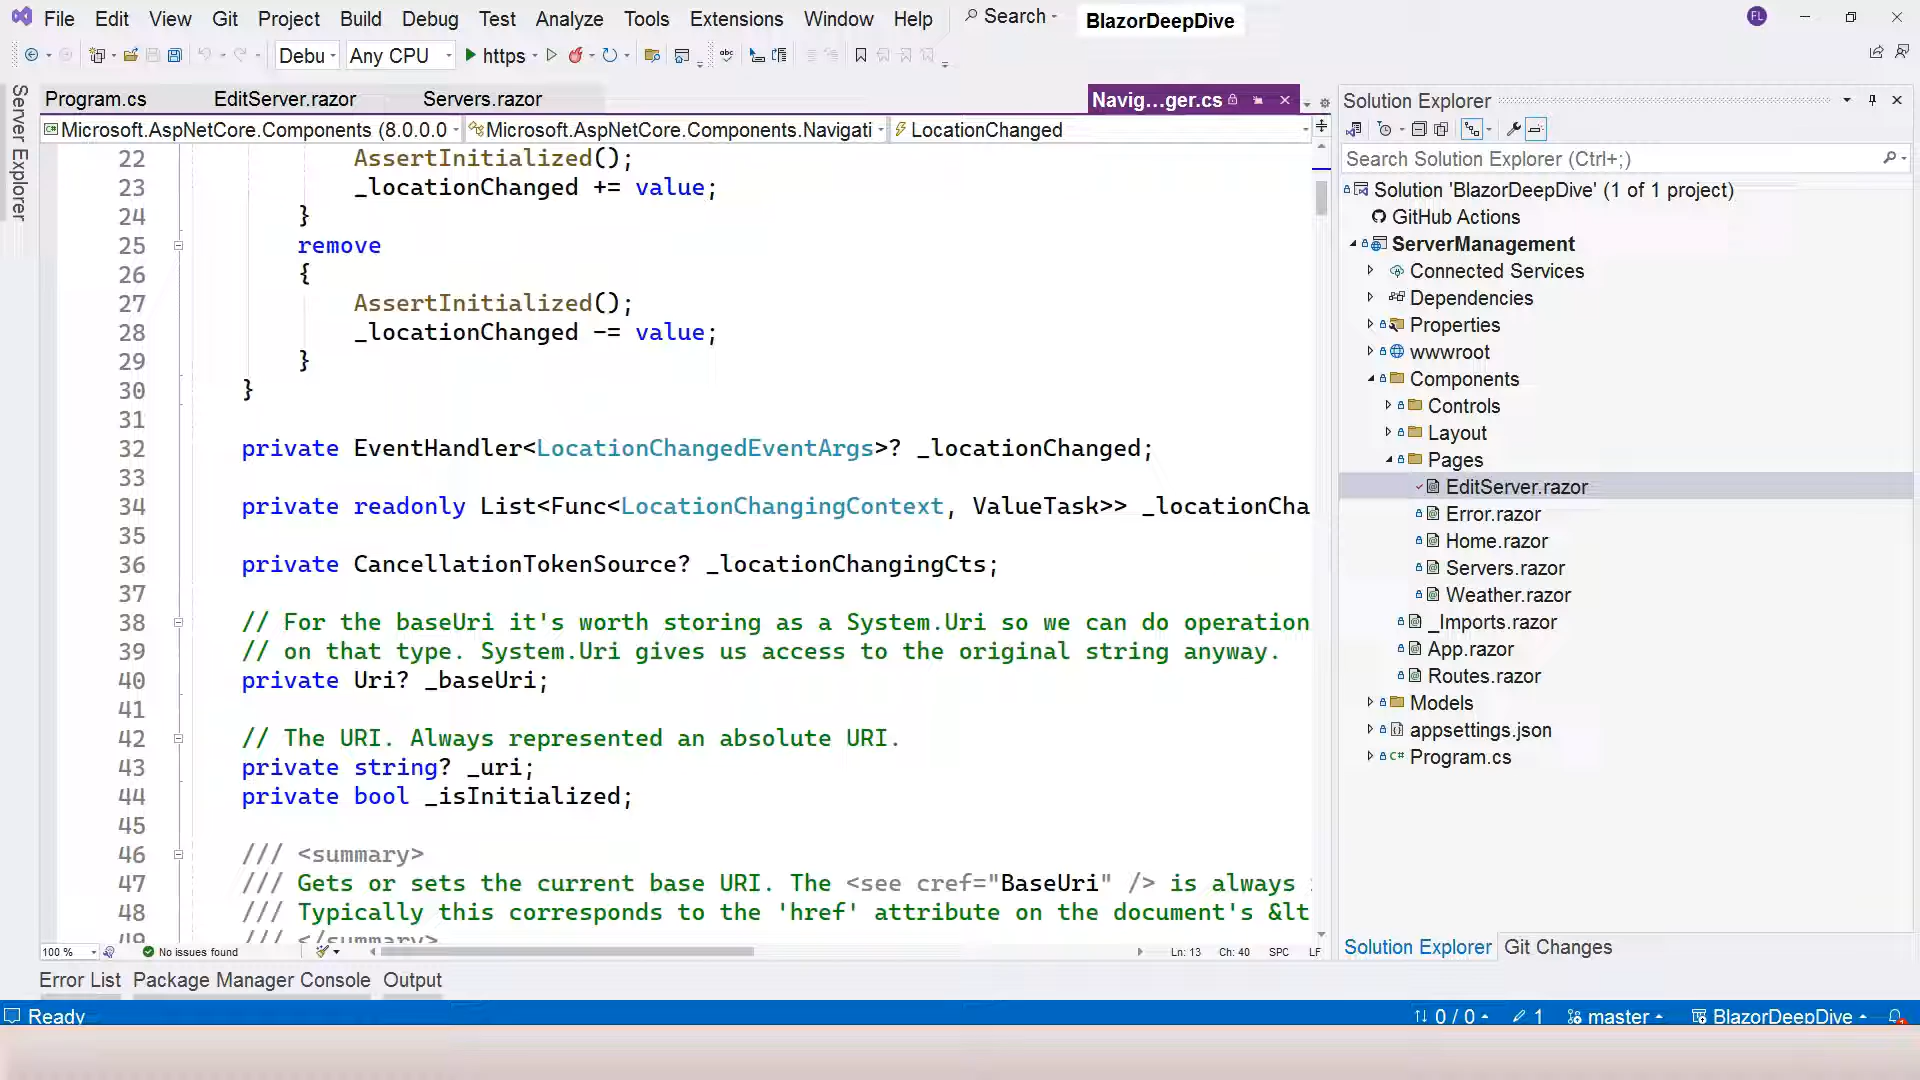 File Edit View Git Project Build Debug Test Analyze Tools Extensions Window Help Search BlazorDeepDive FL
Debu Any CPU https
Server Explorer
Program.cs EditServer.razor Servers.razor Navig...ger.cs
Microsoft.AspNetCore.Components (8.0.0.0 Microsoft.AspNetCore.Components.Navigati LocationChanged
22 AssertInitialized();
23 _locationChanged += value;
24 }
25 remove
26 {
27 AssertInitialized();
28 _locationChanged -= value;
29 }
30 }
31
32 private EventHandler<LocationChangedEventArgs>? _locationChanged;
33
34 private readonly List<Func<LocationChangingContext, ValueTask>> _locationCha
35
36 private CancellationTokenSource? _locationChangingCts;
37
38 // For the baseUri it's worth storing as a System.Uri so we can do operation
39 // on that type. System.Uri gives us access to the original string anyway.
40 private Uri? _baseUri;
41
42 // The URI. Always represented an absolute URI.
43 private string? _uri;
44 private bool _isInitialized;
45
46 /// <summary>
47 /// Gets or sets the current base URI. The <see cref="BaseUri" /> is always
48 /// Typically this corresponds to the 'href' attribute on the document's &lt
49 /// </summary>
100 % No issues found Ln: 13 Ch: 40 SPC LF
Error List Package Manager Console Output
Ready 0 / 0 1 master BlazorDeepDive
Solution Explorer
Search Solution Explorer (Ctrl+;)
Solution 'BlazorDeepDive' (1 of 1 project)
GitHub Actions
ServerManagement
Connected Services
Dependencies
Properties
wwwroot
Components
Controls
Layout
Pages
EditServer.razor
Error.razor
Home.razor
Servers.razor
Weather.razor
_Imports.razor
App.razor
Routes.razor
Models
appsettings.json
C# Program.cs
Solution Explorer Git Changes